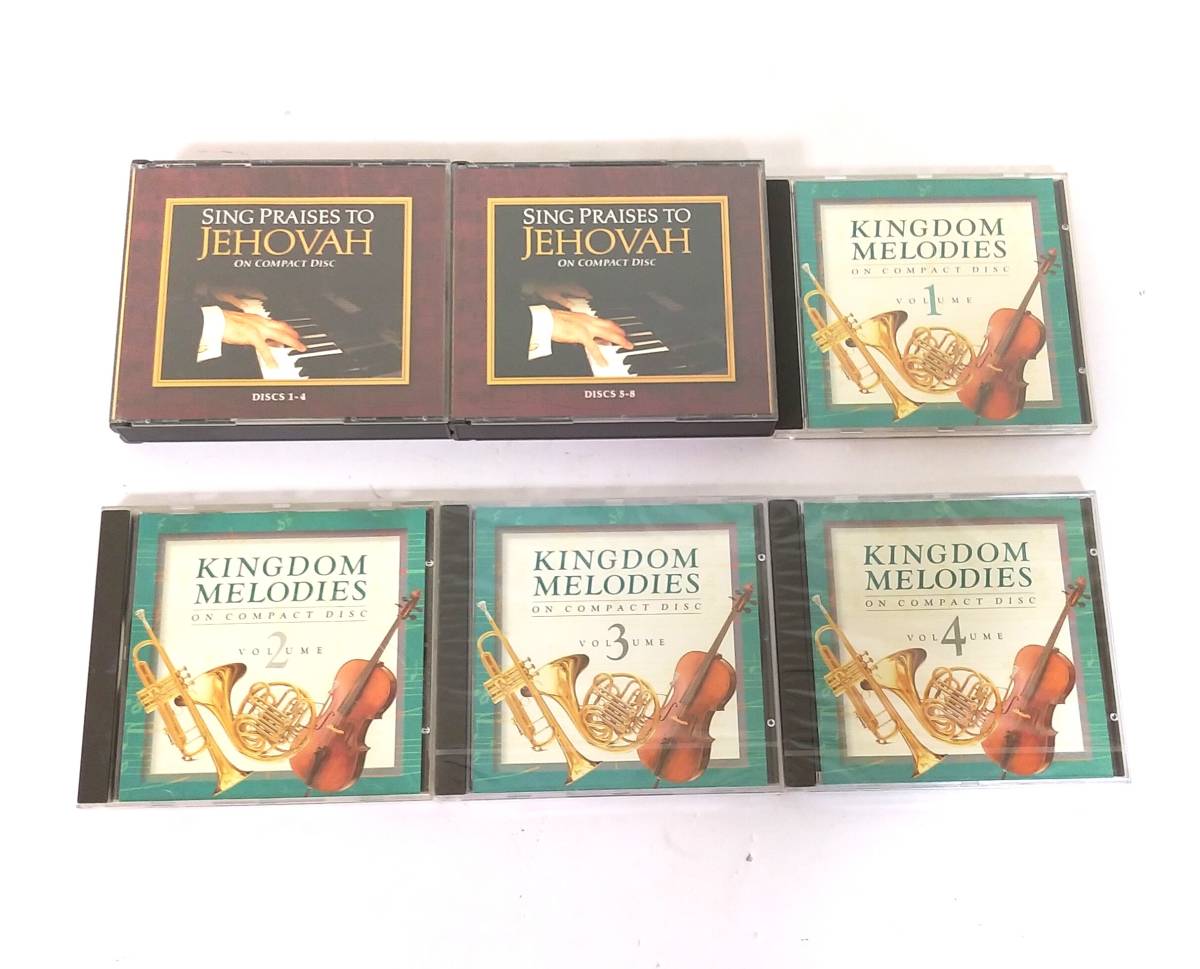 SING PRAISES TO
JEHOVAH
ON COMPACT DISC
DISCS 1-4
SING PRAISES TO
JEHOVAH
ON COMPACT DISC
DISCS 5-8
KINGDOM
MELODIES
ON COMPACT DISC
VOLUME 1
KINGDOM
MELODIES
ON COMPACT DISC
VOLUME 2
KINGDOM
MELODIES
ON COMPACT DISC
VOLUME 3
KINGDOM
MELODIES
ON COMPACT DISC
VOLUME 4